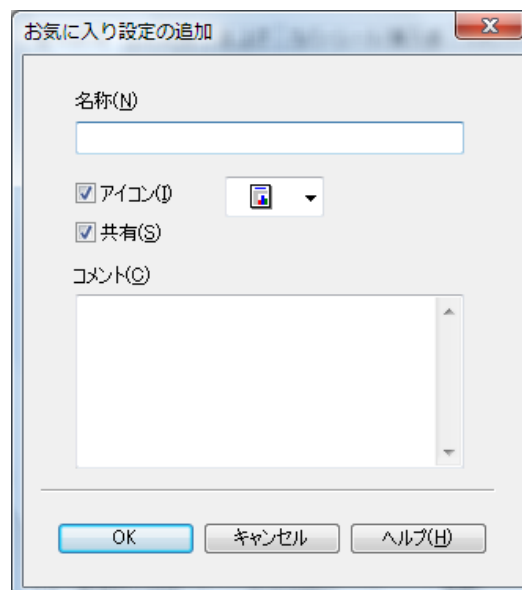 お気に入り設定の追加
名称(N)
アイコン(I)
共有(S)
コメント(C)
OK キャンセル ヘルプ(H)